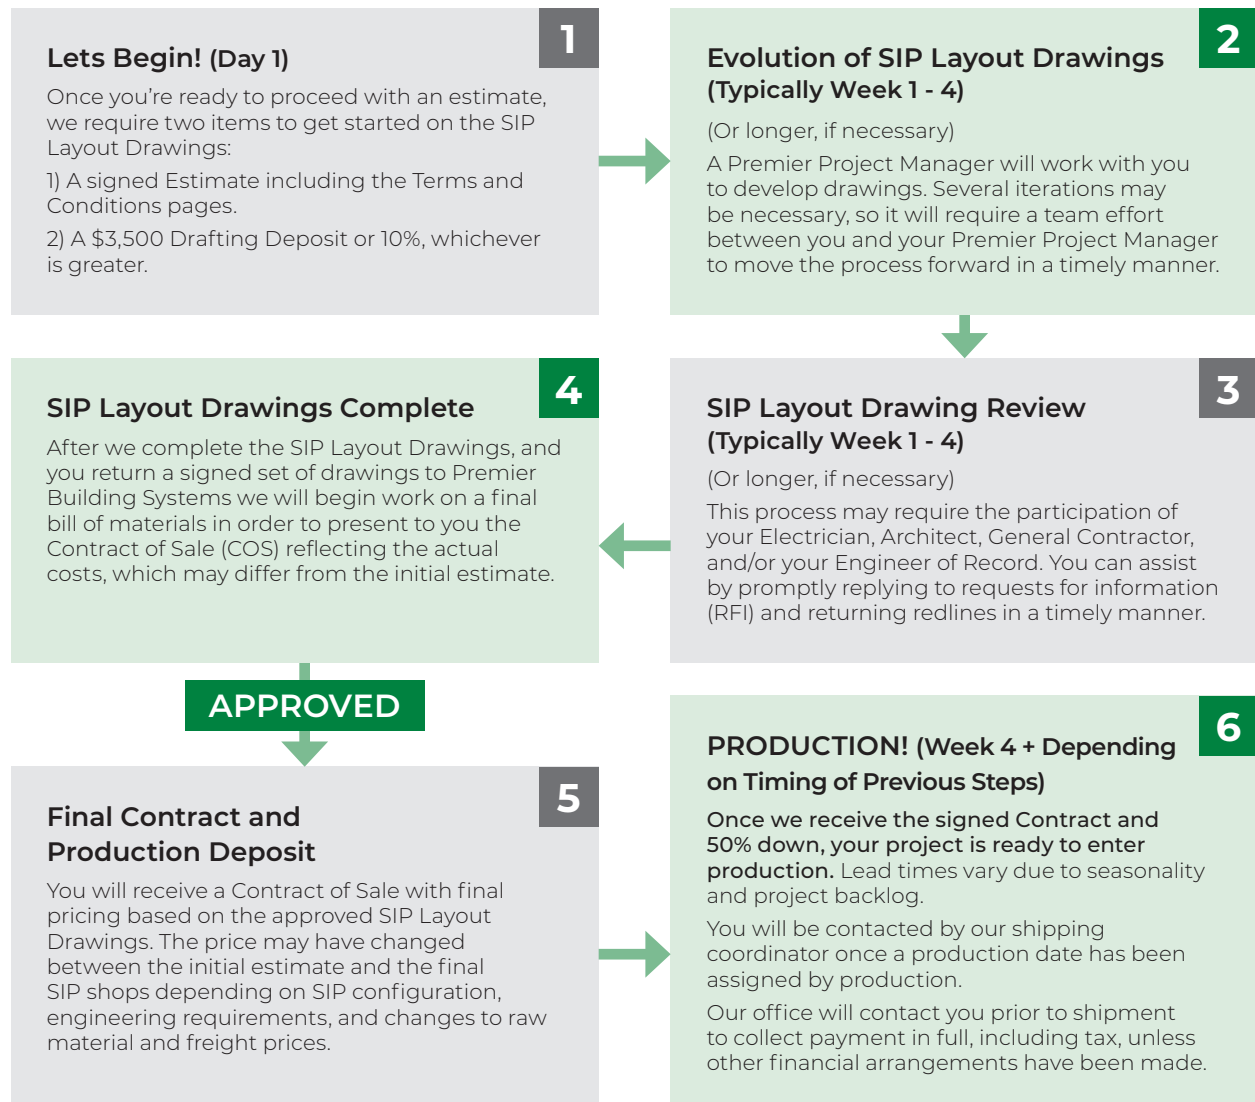 1
Lets Begin! (Day 1)
Once you’re ready to proceed with an estimate,
we require two items to get started on the SIP
Layout Drawings:
1) A signed Estimate including the Terms and
Conditions pages.
2) A $3,500 Drafting Deposit or 10%, whichever
is greater.
2
Evolution of SIP Layout Drawings
(Typically Week 1 - 4)
(Or longer, if necessary)
A Premier Project Manager will work with you
to develop drawings. Several iterations may
be necessary, so it will require a team effort
between you and your Premier Project Manager
to move the process forward in a timely manner.
3
SIP Layout Drawing Review
(Typically Week 1 - 4)
(Or longer, if necessary)
This process may require the participation of
your Electrician, Architect, General Contractor,
and/or your Engineer of Record. You can assist
by promptly replying to requests for information
(RFI) and returning redlines in a timely manner.
4
SIP Layout Drawings Complete
After we complete the SIP Layout Drawings, and
you return a signed set of drawings to Premier
Building Systems we will begin work on a final
bill of materials in order to present to you the
Contract of Sale (COS) reflecting the actual
costs, which may differ from the initial estimate.
APPROVED
5
Final Contract and
Production Deposit
You will receive a Contract of Sale with final
pricing based on the approved SIP Layout
Drawings. The price may have changed
between the initial estimate and the final
SIP shops depending on SIP configuration,
engineering requirements, and changes to raw
material and freight prices.
6
PRODUCTION! (Week 4 + Depending
on Timing of Previous Steps)
Once we receive the signed Contract and
50% down, your project is ready to enter
production. Lead times vary due to seasonality
and project backlog.
You will be contacted by our shipping
coordinator once a production date has been
assigned by production.
Our office will contact you prior to shipment
to collect payment in full, including tax, unless
other financial arrangements have been made.